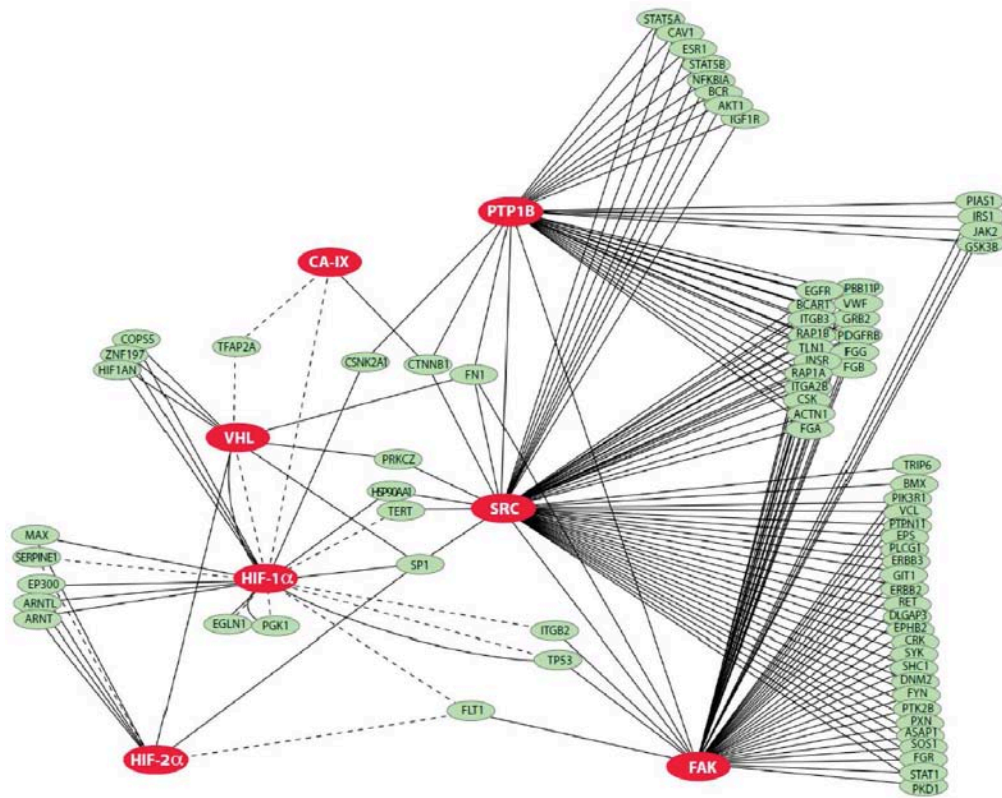 STAT5A
CAV1
ESR1
STAT5B
NFKBIA
BCR
AKT1
IGF1R
PTP1B
PIAS1
IRS1
JAK2
GSK3B
CA-IX
EGFR
PBB11P
BCART
VWF
ITGB3
GRB2
RAP1B
PDGFRB
TLN1
FGG
INSR
FGB
RAP1A
ITGA2B
CSK
ACTN1
FGA
COPS5
ZNF197
HIF1AN
TFAP2A
CSNK2A1
CTNNB1
FN1
VHL
PRKCZ
HSP90AA1
TERT
SRC
TRIP6
BMX
PIK3R1
VCL
PTPN11
EPS
PLCG1
ERBB3
GIT1
ERBB2
RET
DLGAP3
EPHB2
CRK
SYK
SHC1
DNM2
FYN
PTK2B
PXN
ASAP1
SOS1
FGR
STAT1
PKD1
MAX
SERPINE1
EP300
ARNTL
ARNT
HIF-1α
SP1
EGLN1
PGK1
ITGB2
TP53
FLT1
HIF-2α
FAK